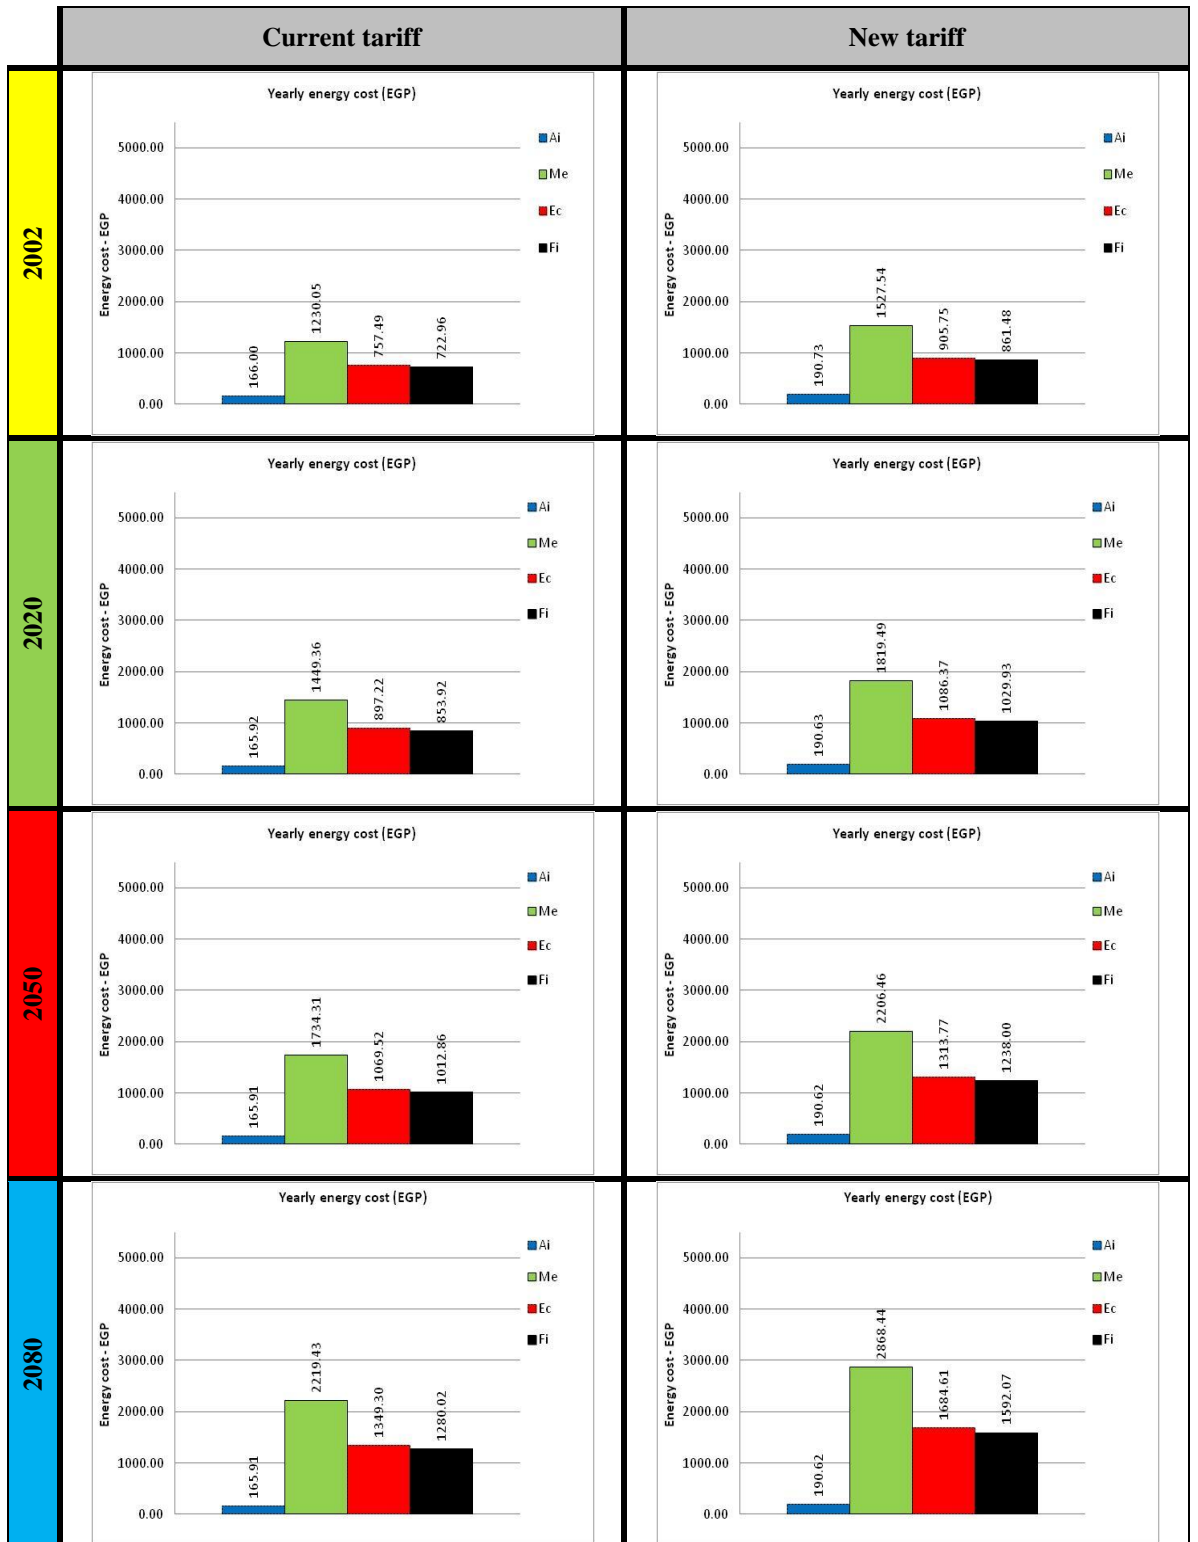 Current tariff
New tariff
2002
Yearly energy cost (EGP)
Energy cost - EGP
5000.00
4000.00
3000.00
2000.00
1000.00
0.00
166.00
1230.05
757.49
722.96
Ai
Me
Ec
Fi
Yearly energy cost (EGP)
Energy cost - EGP
5000.00
4000.00
3000.00
2000.00
1000.00
0.00
190.73
1527.54
905.75
861.48
Ai
Me
Ec
Fi
2020
Yearly energy cost (EGP)
Energy cost - EGP
5000.00
4000.00
3000.00
2000.00
1000.00
0.00
165.92
1449.36
897.22
853.92
Ai
Me
Ec
Fi
Yearly energy cost (EGP)
Energy cost - EGP
5000.00
4000.00
3000.00
2000.00
1000.00
0.00
190.63
1819.49
1086.37
1029.93
Ai
Me
Ec
Fi
2050
Yearly energy cost (EGP)
Energy cost - EGP
5000.00
4000.00
3000.00
2000.00
1000.00
0.00
165.91
1734.31
1069.52
1012.86
Ai
Me
Ec
Fi
Yearly energy cost (EGP)
Energy cost - EGP
5000.00
4000.00
3000.00
2000.00
1000.00
0.00
190.62
2206.46
1313.77
1238.00
Ai
Me
Ec
Fi
2080
Yearly energy cost (EGP)
Energy cost - EGP
5000.00
4000.00
3000.00
2000.00
1000.00
0.00
165.91
2219.43
1349.30
1280.02
Ai
Me
Ec
Fi
Yearly energy cost (EGP)
Energy cost - EGP
5000.00
4000.00
3000.00
2000.00
1000.00
0.00
190.62
2868.44
1684.61
1592.07
Ai
Me
Ec
Fi